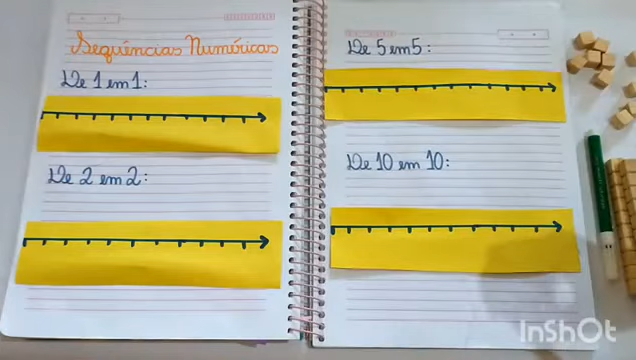 Sequências Numéricas
De 1 em 1:
De 2 em 2:
De 5 em 5:
De 10 em 10:
InShOt